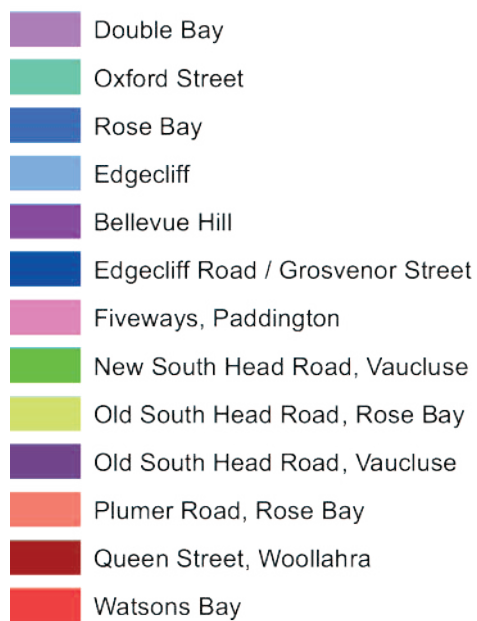 Double Bay
Oxford Street
Rose Bay
Edgecliff
Bellevue Hill
Edgecliff Road / Grosvenor Street
Fiveways, Paddington
New South Head Road, Vaucluse
Old South Head Road, Rose Bay
Old South Head Road, Vaucluse
Plumer Road, Rose Bay
Queen Street, Woollahra
Watsons Bay